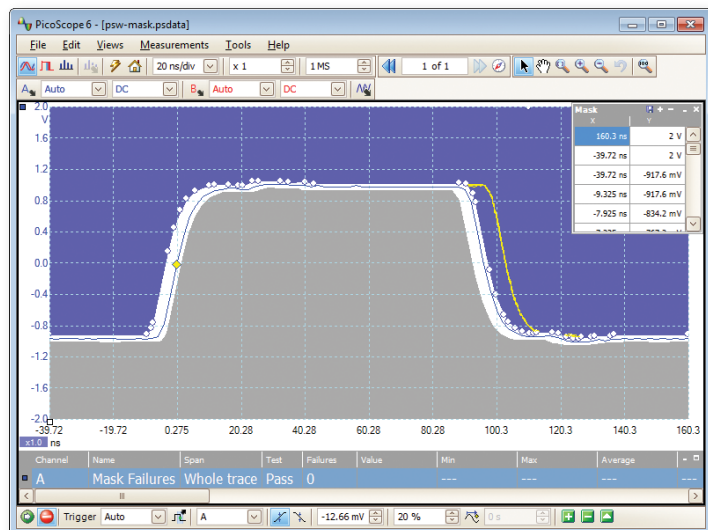 PicoScope 6 - [psw-mask.psdata]
File Edit Views Measurements Tools Help
20 ns/div x 1 1 MS 1 of 1
A Auto DC B Auto DC
2.0
V
1.6
1.2
0.8
0.4
0.0
-0.4
-0.8
-1.2
-1.6
-2.0
Mask
X Y
160.3 ns 2 V
-39.72 ns 2 V
-39.72 ns -917.6 mV
-9.325 ns -917.6 mV
-7.925 ns -834.2 mV
-39.72 -19.72 0.275 20.28 40.28 60.28 80.28 100.3 120.3 140.3 160.3
x1.0 ns
Channel Name Span Test Failures Value Min Max Average
A Mask Failures Whole trace Pass 0 --- --- ---
Trigger Auto A -12.66 mV 20 % 0 s